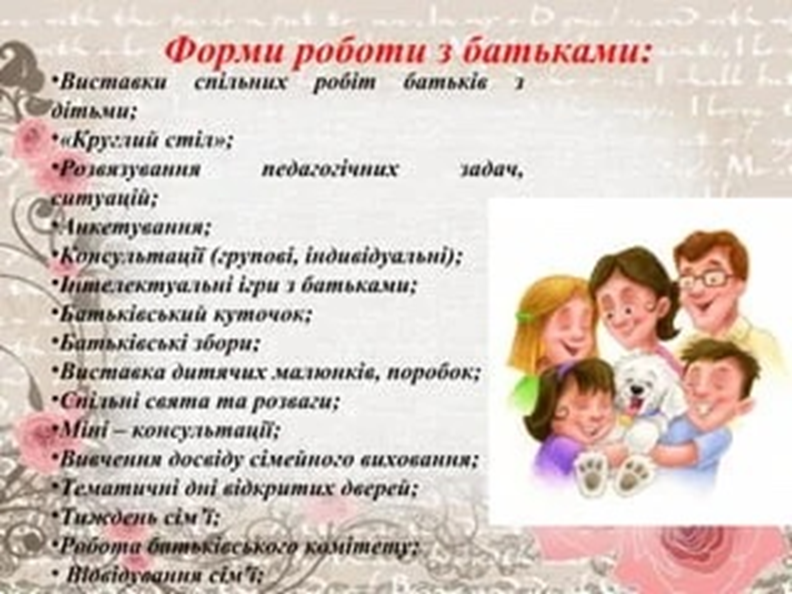 Форми роботи з батьками:
•Виставки спільних робіт батьків з
дітьми;
•«Круглий стіл»;
•Розвязування педагогічних задач,
ситуацій;
•Анкетування;
•Консультації (групові, індивідуальні);
•Інтелектуальні ігри з батьками;
•Батьківський куточок;
•Батьківські збори;
•Виставка дитячих малюнків, поробок;
•Спільні свята та розваги;
•Міні – консультації;
•Вивчення досвіду сімейного виховання;
•Тематичні дні відкритих дверей;
•Тиждень сім'ї;
•Робота батьківського комітету;
• Відвідування сім'ї;